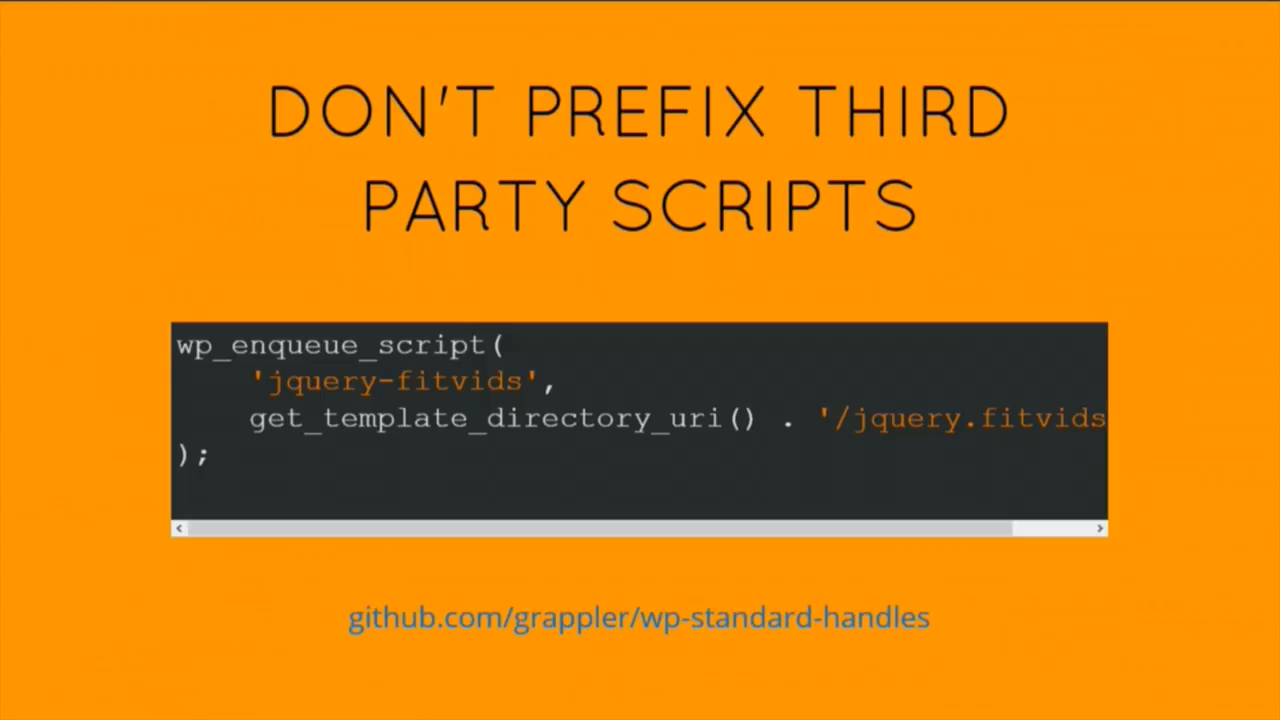 DON'T PREFIX THIRD
PARTY SCRIPTS
wp_enqueue_script(
'jquery-fitvids',
get_template_directory_uri() . '/jquery.fitvids
);
github.com/grappler/wp-standard-handles